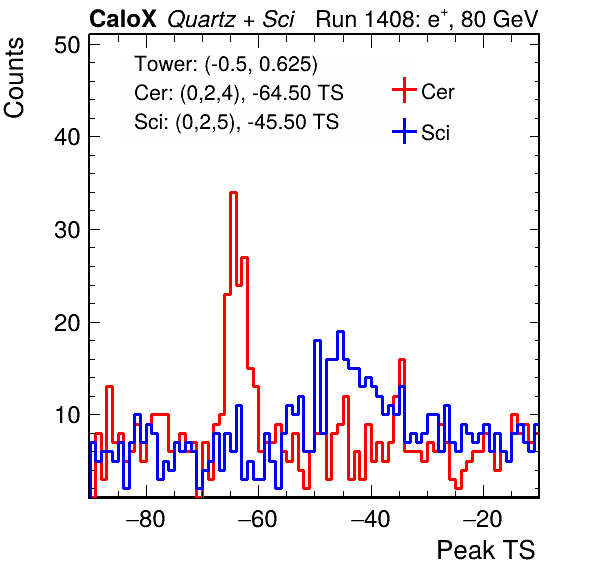 CaloX Quartz + Sci Run 1408: e⁺, 80 GeV
Counts
50
40
30
20
10
Tower: (-0.5, 0.625)
Cer: (0,2,4), -64.50 TS
Sci: (0,2,5), -45.50 TS
Cer
Sci
−80 −60 −40 −20
Peak TS